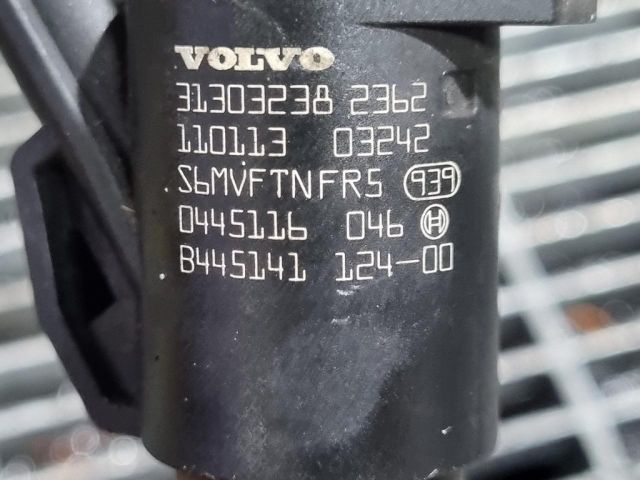 VOLVO
31303238 2362
110113 03242
S6MVFTNFR5 939
0445116 046 H
B445141 124-00